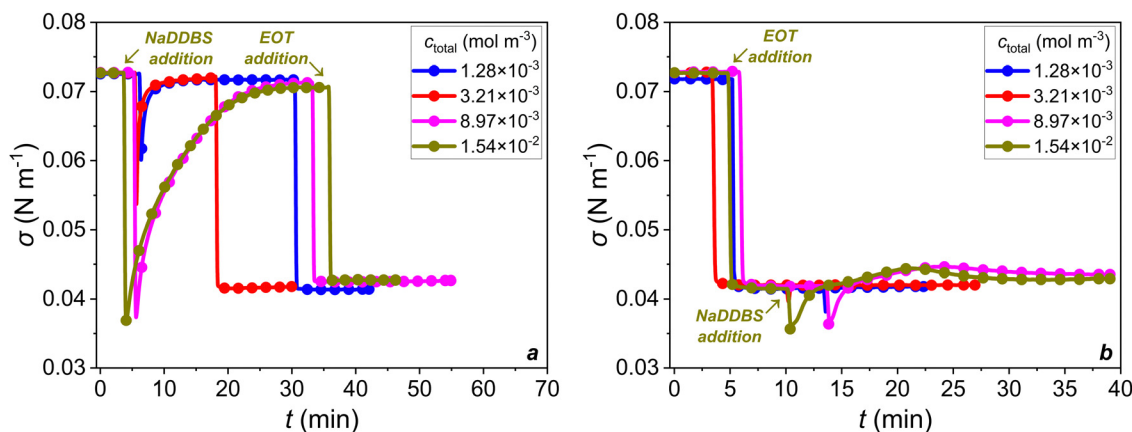 0.08
0.07
0.06
0.05
0.04
0.03
σ (N m⁻¹)
0 10 20 30 40 50 60 70
t (min)
NaDDBS
addition
EOT
addition
c_total (mol m⁻³)
1.28×10⁻³
3.21×10⁻³
8.97×10⁻³
1.54×10⁻²
a
0.08
0.07
0.06
0.05
0.04
0.03
σ (N m⁻¹)
0 5 10 15 20 25 30 35 40
t (min)
EOT
addition
NaDDBS
addition
c_total (mol m⁻³)
1.28×10⁻³
3.21×10⁻³
8.97×10⁻³
1.54×10⁻²
b